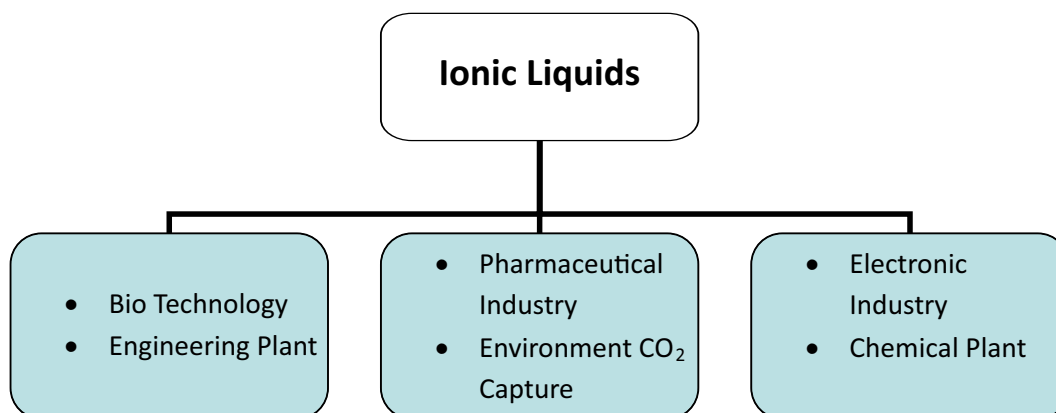 Ionic Liquids
• Bio Technology
• Engineering Plant
• Pharmaceutical
Industry
• Environment CO₂
Capture
• Electronic
Industry
• Chemical Plant